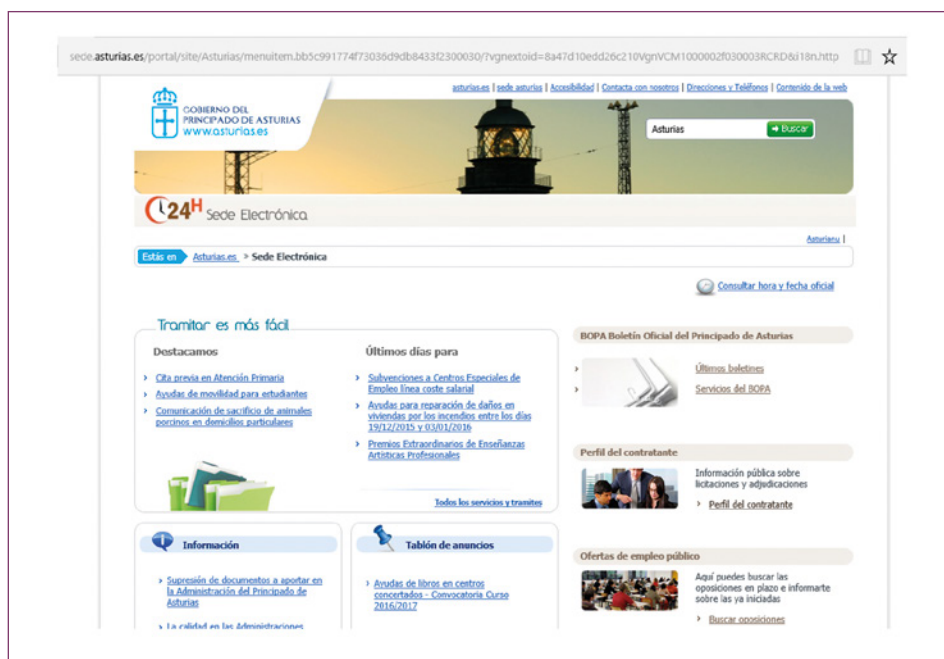 sede.asturias.es/portal/site/Asturias/menuitem.bb5c991774f73036d9db8433f2300030/?vgnextoid=8a47d10edd26c210VgnVCM1000002f030003RCRD&i18n.http
asturias.es | sede asturias | Accesibilidad | Contacta con nosotros | Direcciones y Teléfonos | Contenido de la web
GOBIERNO DEL
PRINCIPADO DE ASTURIAS
www.asturias.es
Asturias
Buscar
24H Sede Electrónica
Asturianu |
Estás en Asturias.es » Sede Electrónica
Consultar hora y fecha oficial
Tramitar es más fácil
Destacamos
Cita previa en Atención Primaria
Ayudas de movilidad para estudiantes
Comunicación de sacrificio de animales
porcinos en domicilios particulares
Últimos días para
Subvenciones a Centros Especiales de
Empleo línea coste salarial
Ayudas para reparación de daños en
viviendas por los incendios entre los días
19/12/2015 y 03/01/2016
Premios Extraordinarios de Enseñanzas
Artísticas Profesionales
Todos los servicios y tramites
BOPA Boletín Oficial del Principado de Asturias
Últimos boletines
Servicios del BOPA
Perfil del contratante
Información pública sobre
licitaciones y adjudicaciones
Perfil del contratante
Información
Supresión de documentos a aportar en
la Administración del Principado de
Asturias
La calidad en las Administraciones
Tablón de anuncios
Ayudas de libros en centros
concertados - Convocatoria Curso
2016/2017
Ofertas de empleo público
Aquí puedes buscar las
oposiciones en plazo e informarte
sobre las ya iniciadas
Buscar oposiciones